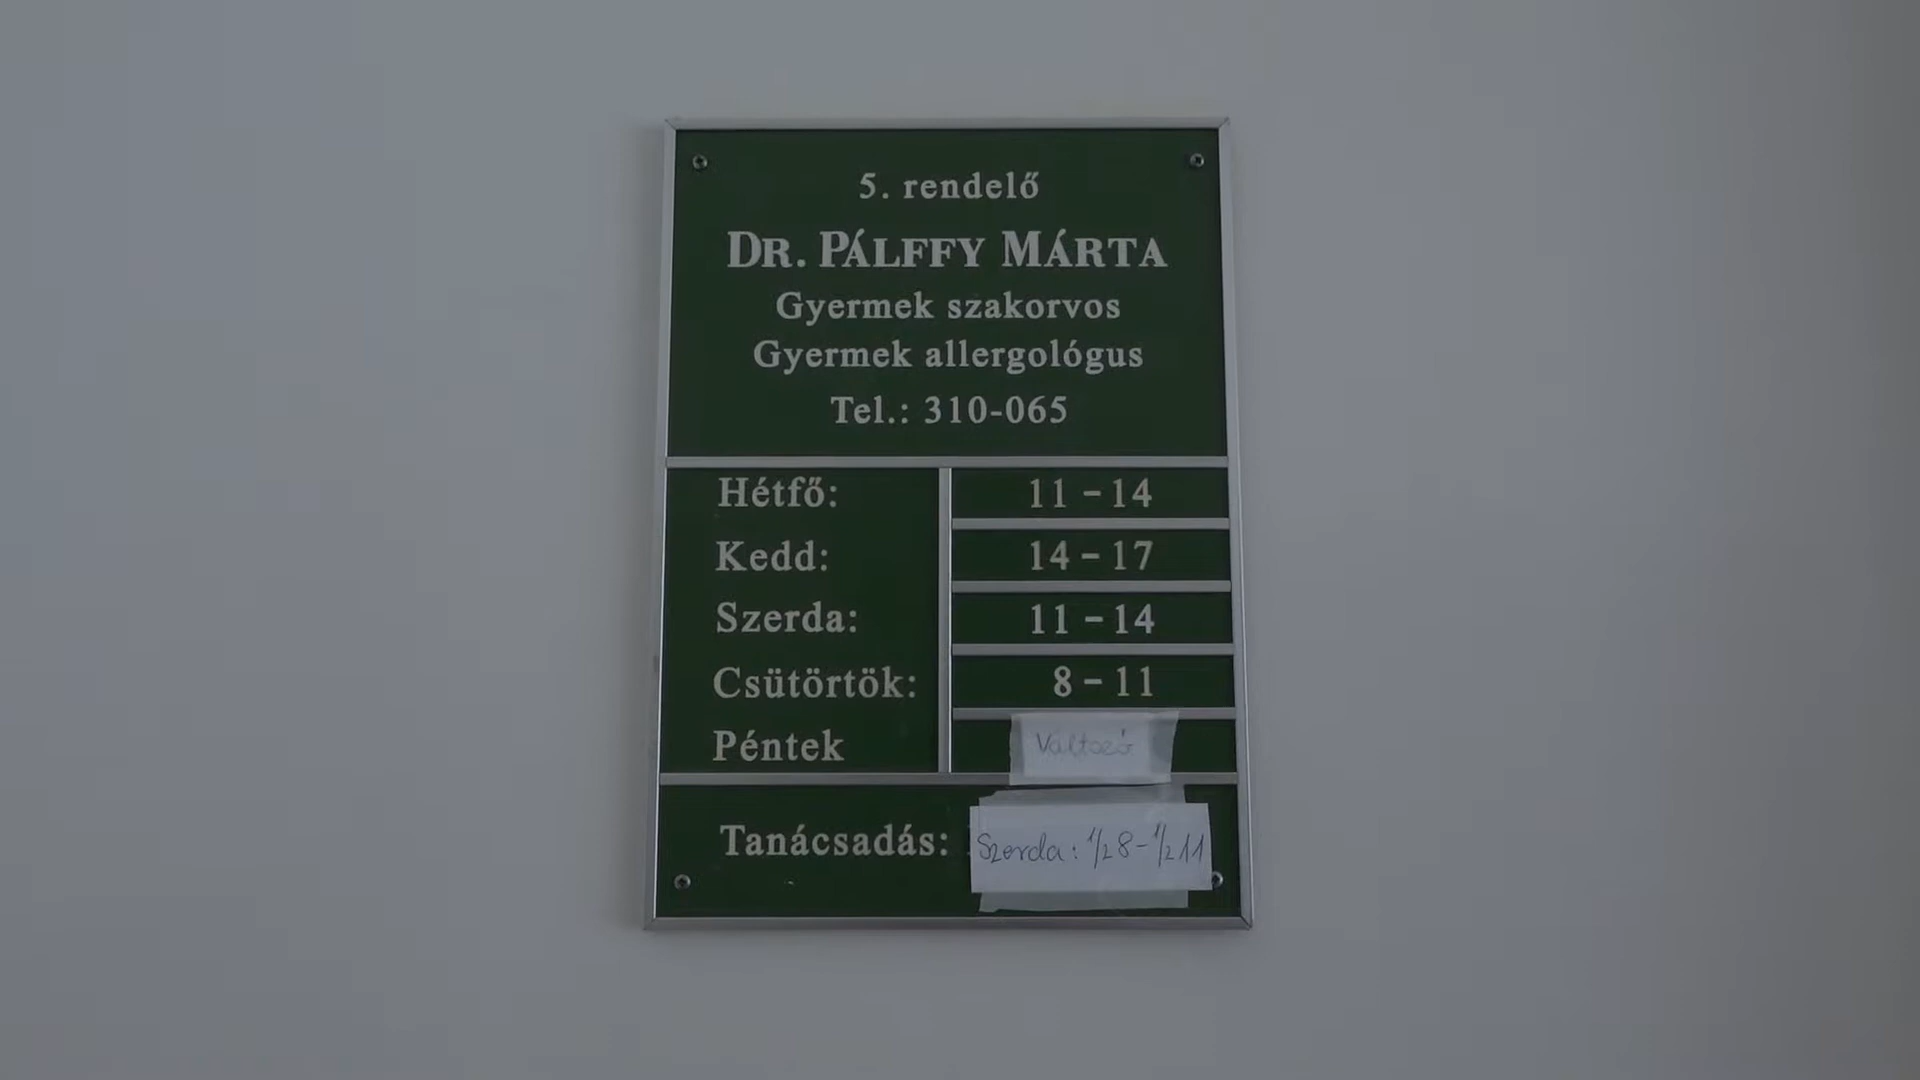 5. rendelő
DR. PÁLFFY MÁRTA
Gyermek szakorvos
Gyermek allergológus
Tel.: 310-065
Hétfő: 11 – 14
Kedd: 14 – 17
Szerda: 11 – 14
Csütörtök: 8 – 11
Péntek Változó
Tanácsadás: Szerda: 1/2 8 – 1/2 11